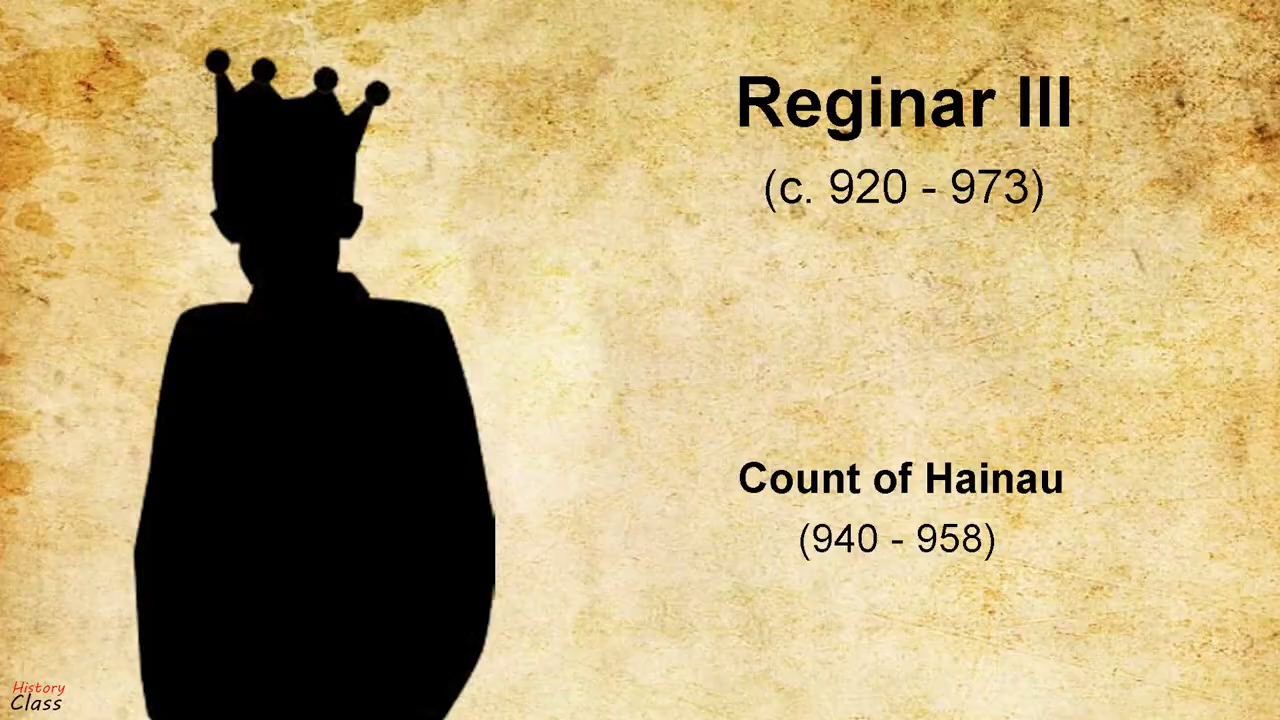 Reginar III
(c. 920 - 973)
Count of Hainau
(940 - 958)
History
Class